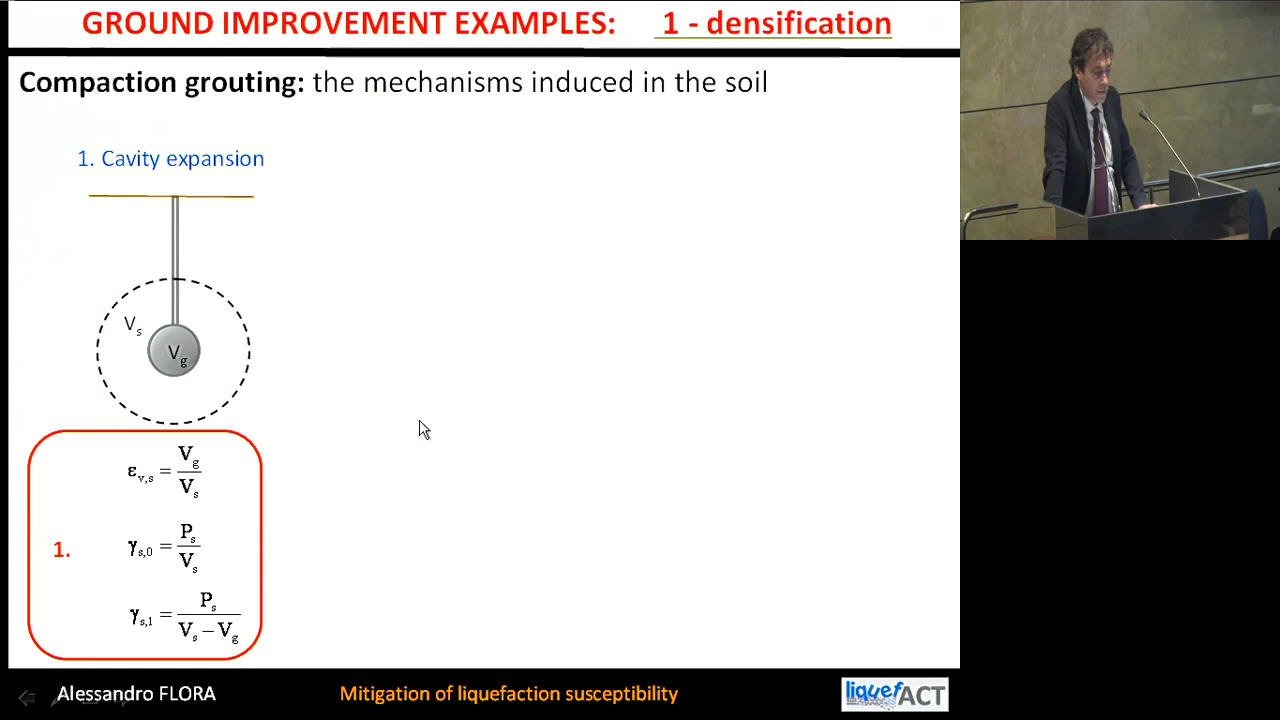 GROUND IMPROVEMENT EXAMPLES: 1 - densification
Compaction grouting: the mechanisms induced in the soil
1. Cavity expansion
Vs
Vg
εv,s = Vg / Vs
1.
γs,0 = Ps / Vs
γs,1 = Ps / (Vs − Vg)
Alessandro FLORA
Mitigation of liquefaction susceptibility
liquefACT